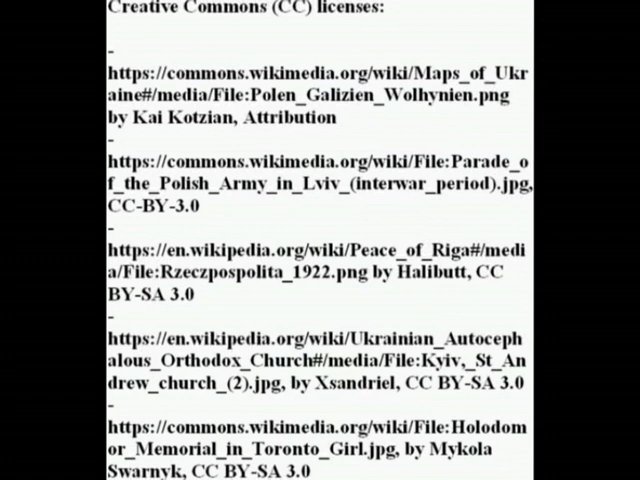 Creative Commons (CC) licenses:
-
https://commons.wikimedia.org/wiki/Maps_of_Ukr
aine#/media/File:Polen_Galizien_Wolhynien.png
by Kai Kotzian, Attribution
-
https://commons.wikimedia.org/wiki/File:Parade_o
f_the_Polish_Army_in_Lviv_(interwar_period).jpg,
CC-BY-3.0
-
https://en.wikipedia.org/wiki/Peace_of_Riga#/medi
a/File:Rzeczpospolita_1922.png by Halibutt, CC
BY-SA 3.0
-
https://en.wikipedia.org/wiki/Ukrainian_Autoceph
alous_Orthodox_Church#/media/File:Kyiv,_St_An
drew_church_(2).jpg, by Xsandriel, CC BY-SA 3.0
-
https://commons.wikimedia.org/wiki/File:Holodom
or_Memorial_in_Toronto_Girl.jpg, by Mykola
Swarnyk, CC BY-SA 3.0